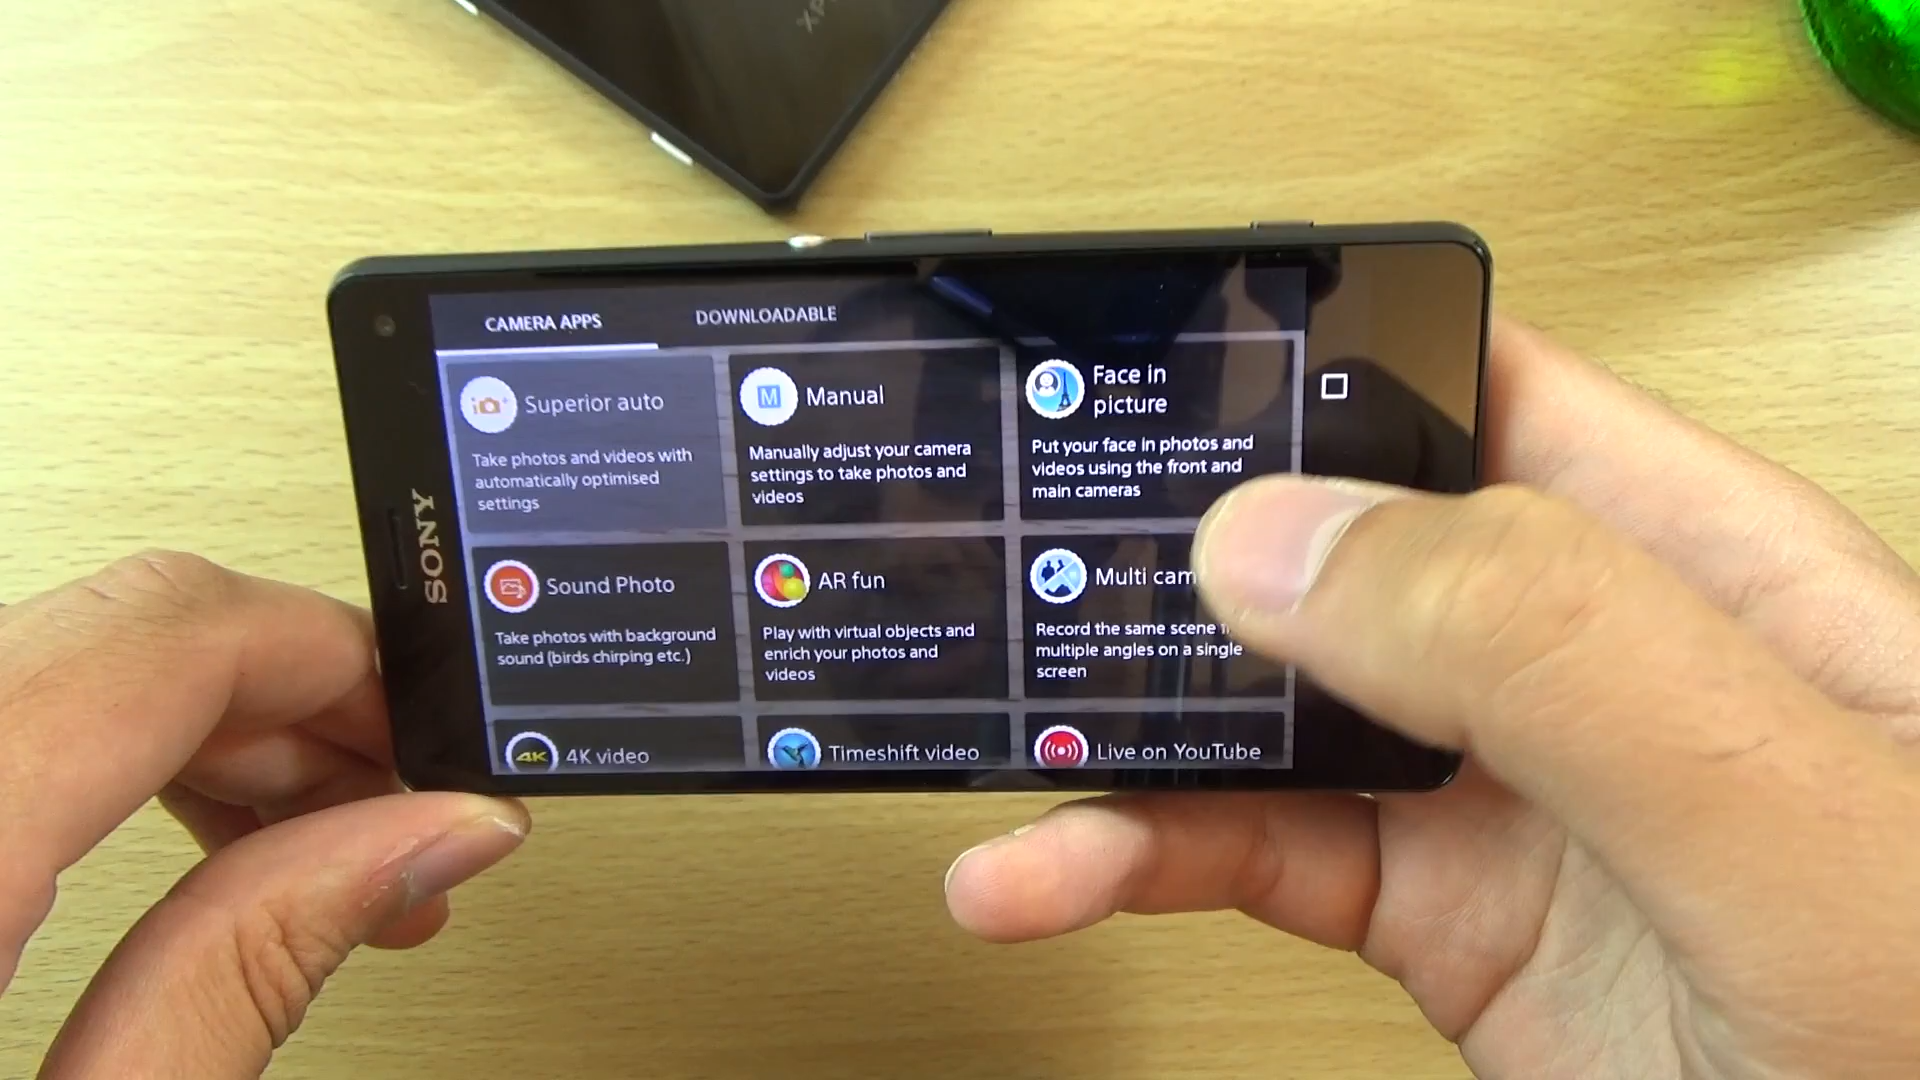 XP
CAMERA APPS
DOWNLOADABLE
Superior auto
Take photos and videos with
automatically optimised
settings
M
Manual
Manually adjust your camera
settings to take photos and
videos
Face in
picture
Put your face in photos and
videos using the front and
main cameras
SONY
Sound Photo
Take photos with background
sound (birds chirping etc.)
AR fun
Play with virtual objects and
enrich your photos and
videos
Multi cam
Record the same scene
multiple angles on a single
screen
4K
4K video
Timeshift video
Live on YouTube